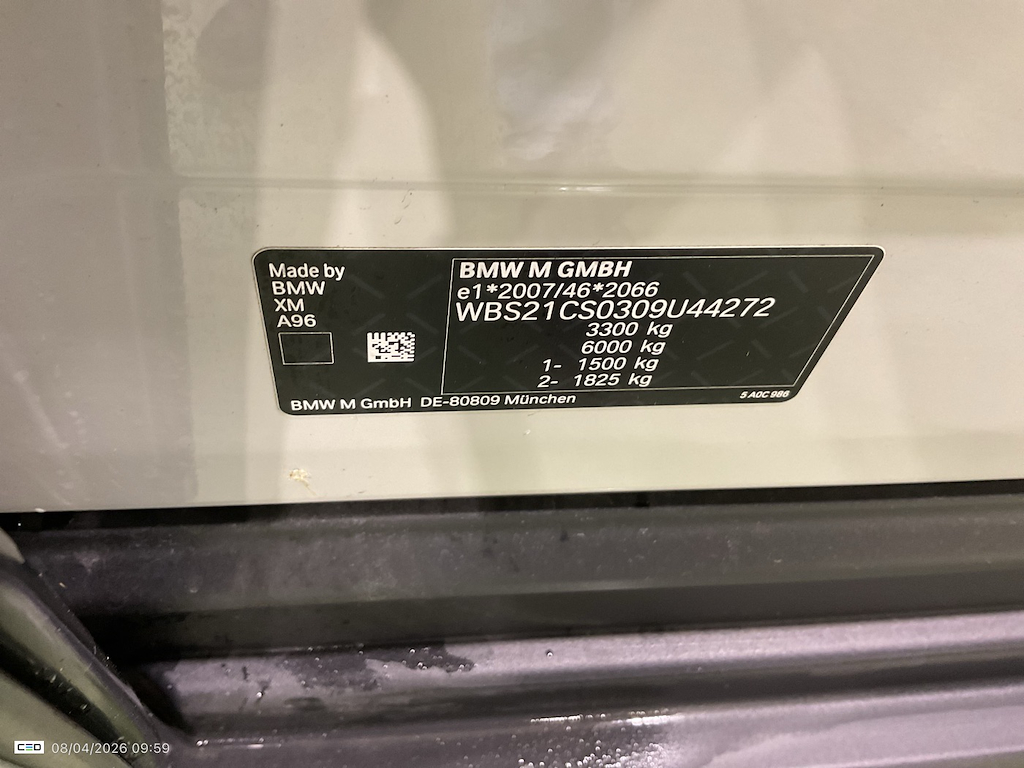 Made by
BMW
XM
A96
BMW M GMBH
e1*2007/46*2066
WBS21CS0309U44272
3300 kg
6000 kg
1- 1500 kg
2- 1825 kg
BMW M GmbH DE-80809 München
5 A0C 986
CEO 08/04/2026 09:59